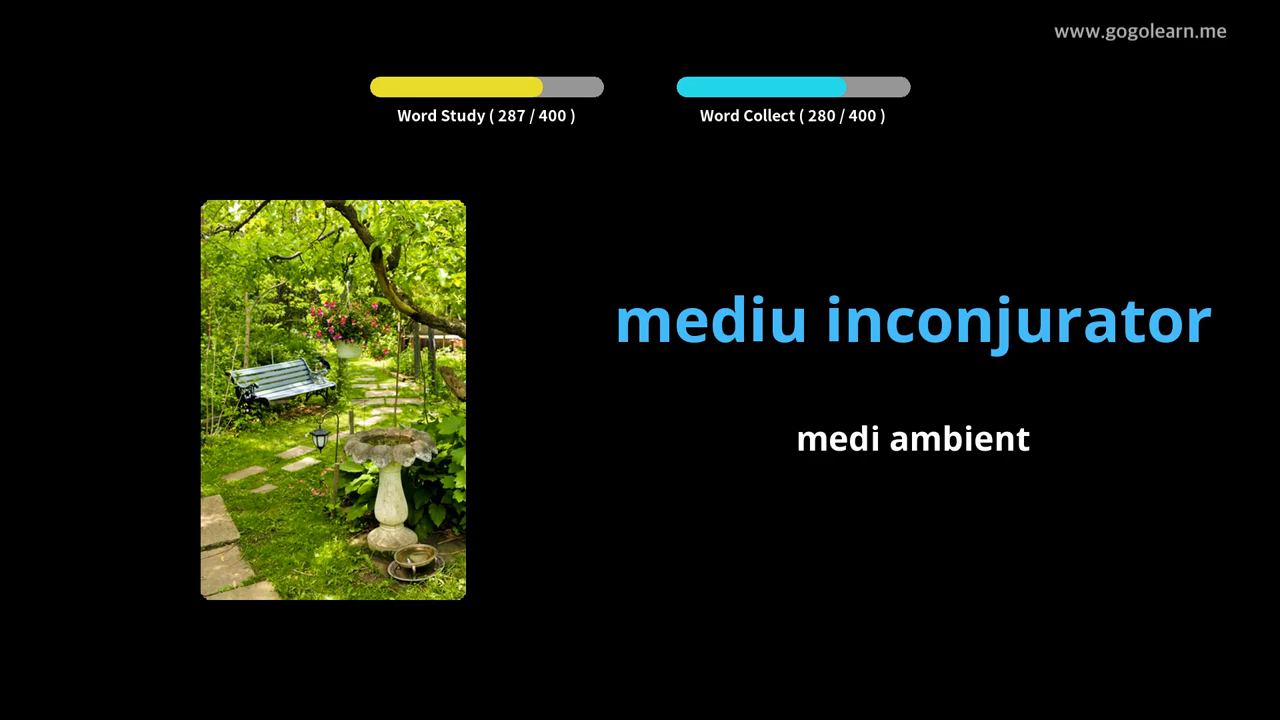 www.gogolearn.me
Word Study ( 287 / 400 )
Word Collect ( 280 / 400 )
mediu inconjurator
medi ambient